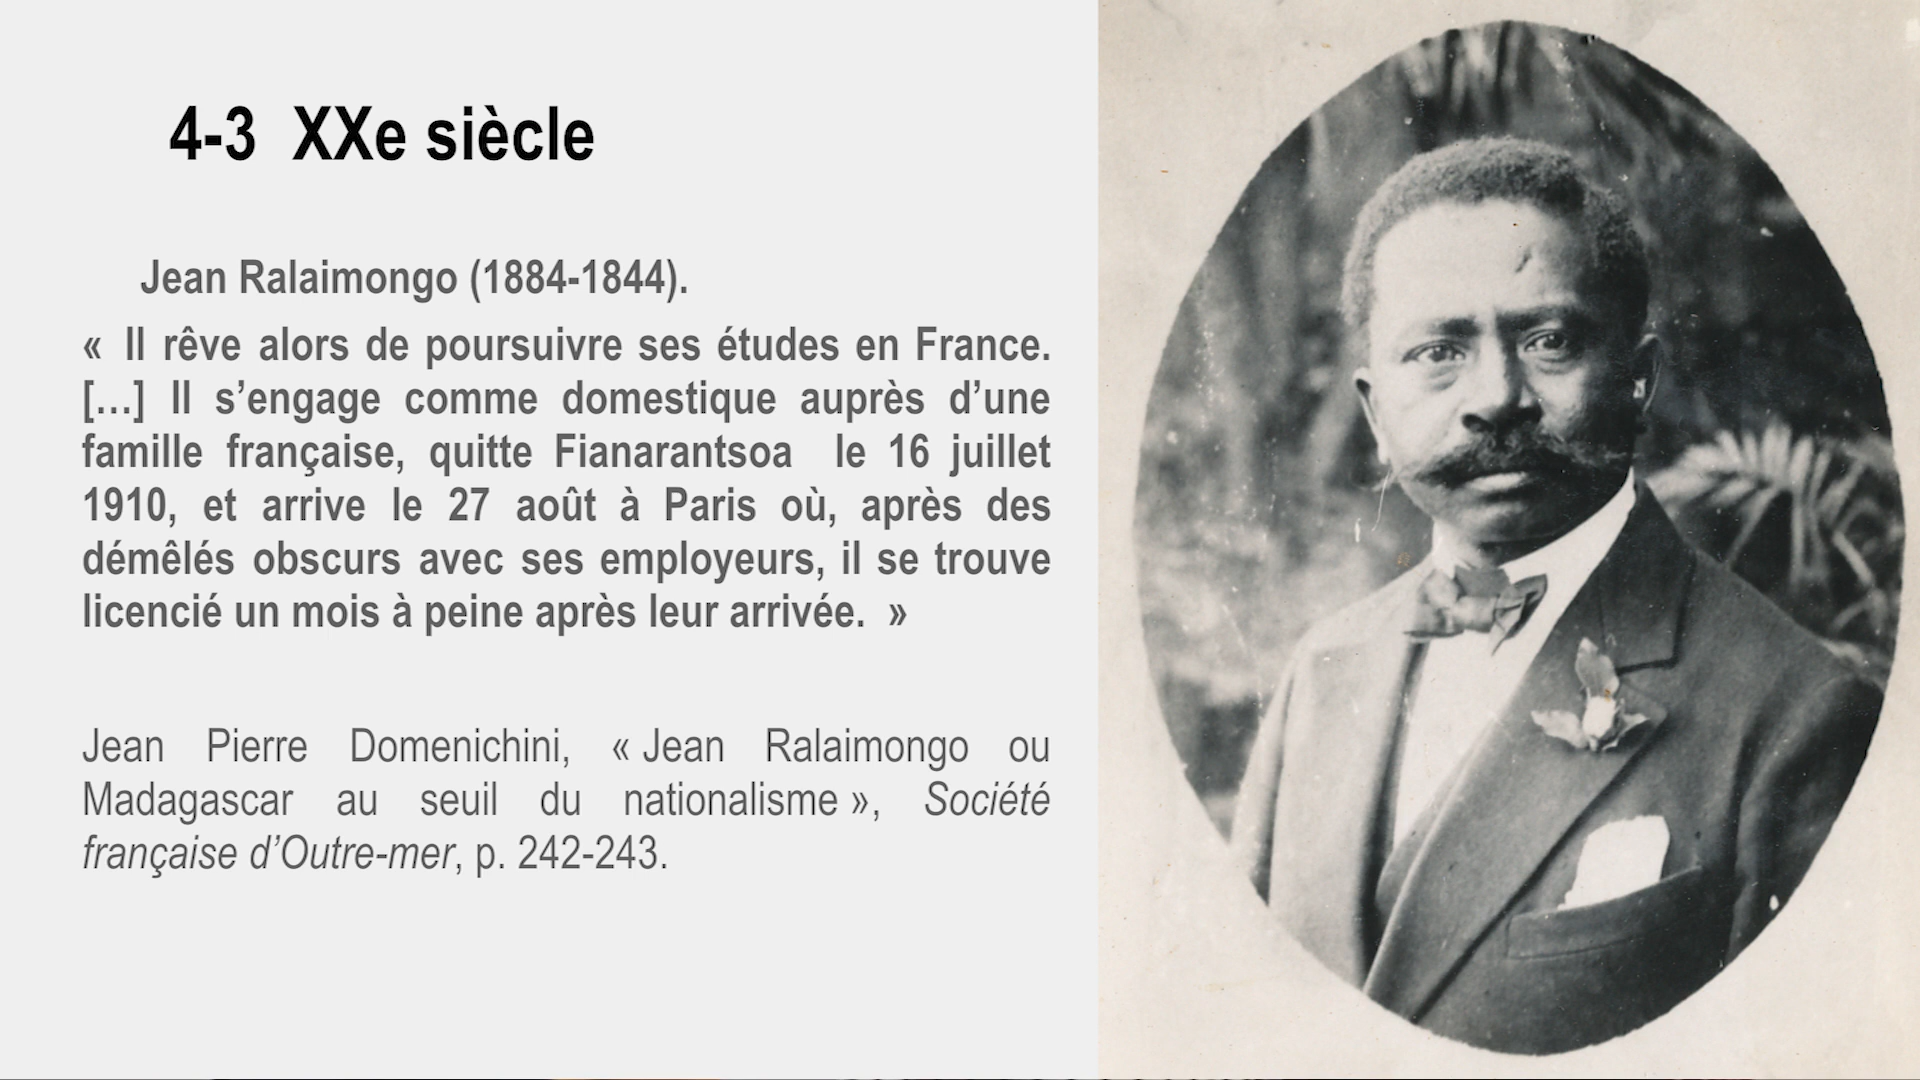 4-3 XXe siècle
Jean Ralaimongo (1884-1844).
« Il rêve alors de poursuivre ses études en France.
[…] Il s’engage comme domestique auprès d’une
famille française, quitte Fianarantsoa le 16 juillet
1910, et arrive le 27 août à Paris où, après des
démêlés obscurs avec ses employeurs, il se trouve
licencié un mois à peine après leur arrivée. »
Jean Pierre Domenichini, « Jean Ralaimongo ou
Madagascar au seuil du nationalisme », Société
française d’Outre-mer, p. 242-243.